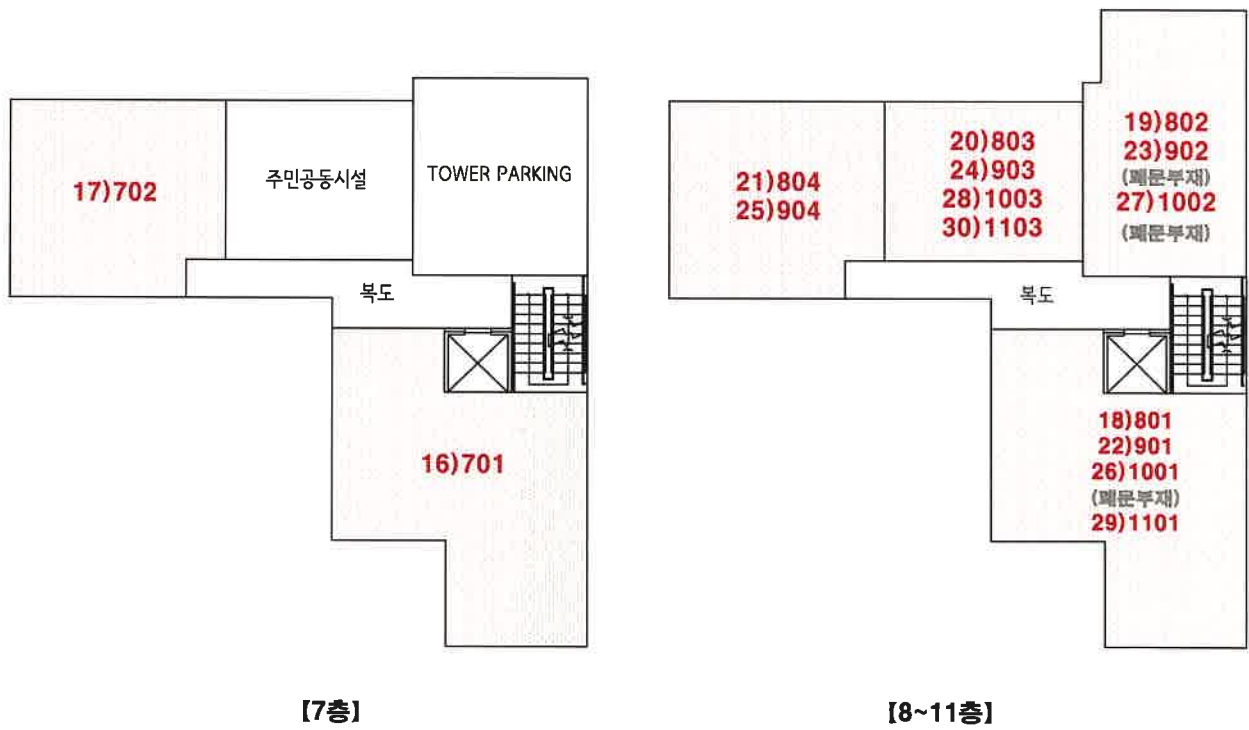 17)702
주민공동시설
TOWER PARKING
복도
16)701
【7층】
19)802
23)902
(폐문부재)
27)1002
(폐문부재)
20)803
24)903
28)1003
30)1103
21)804
25)904
복도
18)801
22)901
26)1001
(폐문부재)
29)1101
【8~11층】